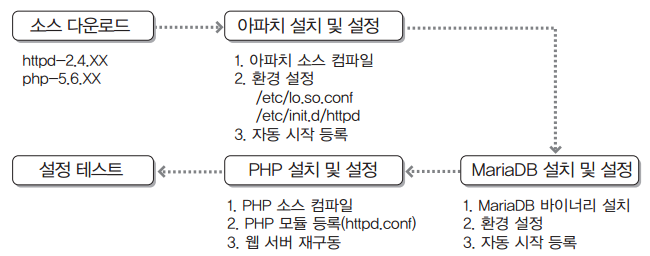 소스 다운로드
httpd-2.4.XX
php-5.6.XX
아파치 설치 및 설정
1. 아파치 소스 컴파일
2. 환경 설정
/etc/lo.so.conf
/etc/init.d/httpd
3. 자동 시작 등록
MariaDB 설치 및 설정
1. MariaDB 바이너리 설치
2. 환경 설정
3. 자동 시작 등록
PHP 설치 및 설정
1. PHP 소스 컴파일
2. PHP 모듈 등록(httpd.conf)
3. 웹 서버 재구동
설정 테스트